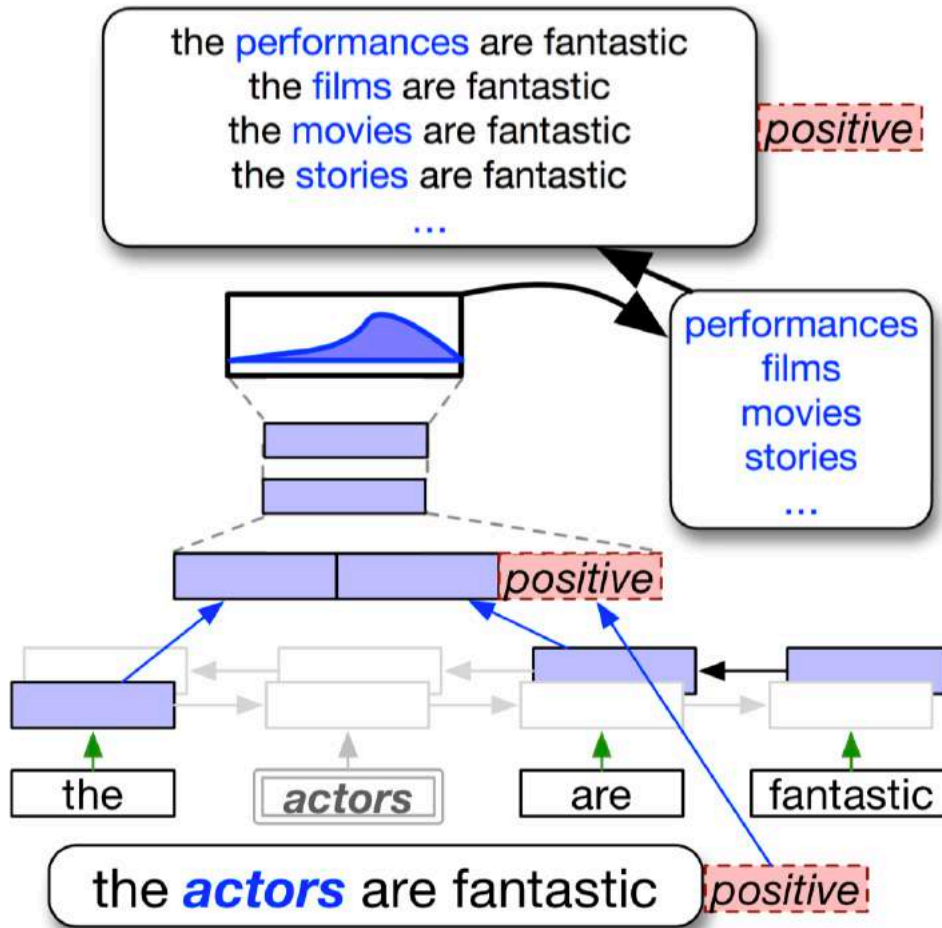 the performances are fantastic
the films are fantastic
the movies are fantastic
the stories are fantastic
...
positive
performances
films
movies
stories
...
positive
the
actors
are
fantastic
the actors are fantastic
positive